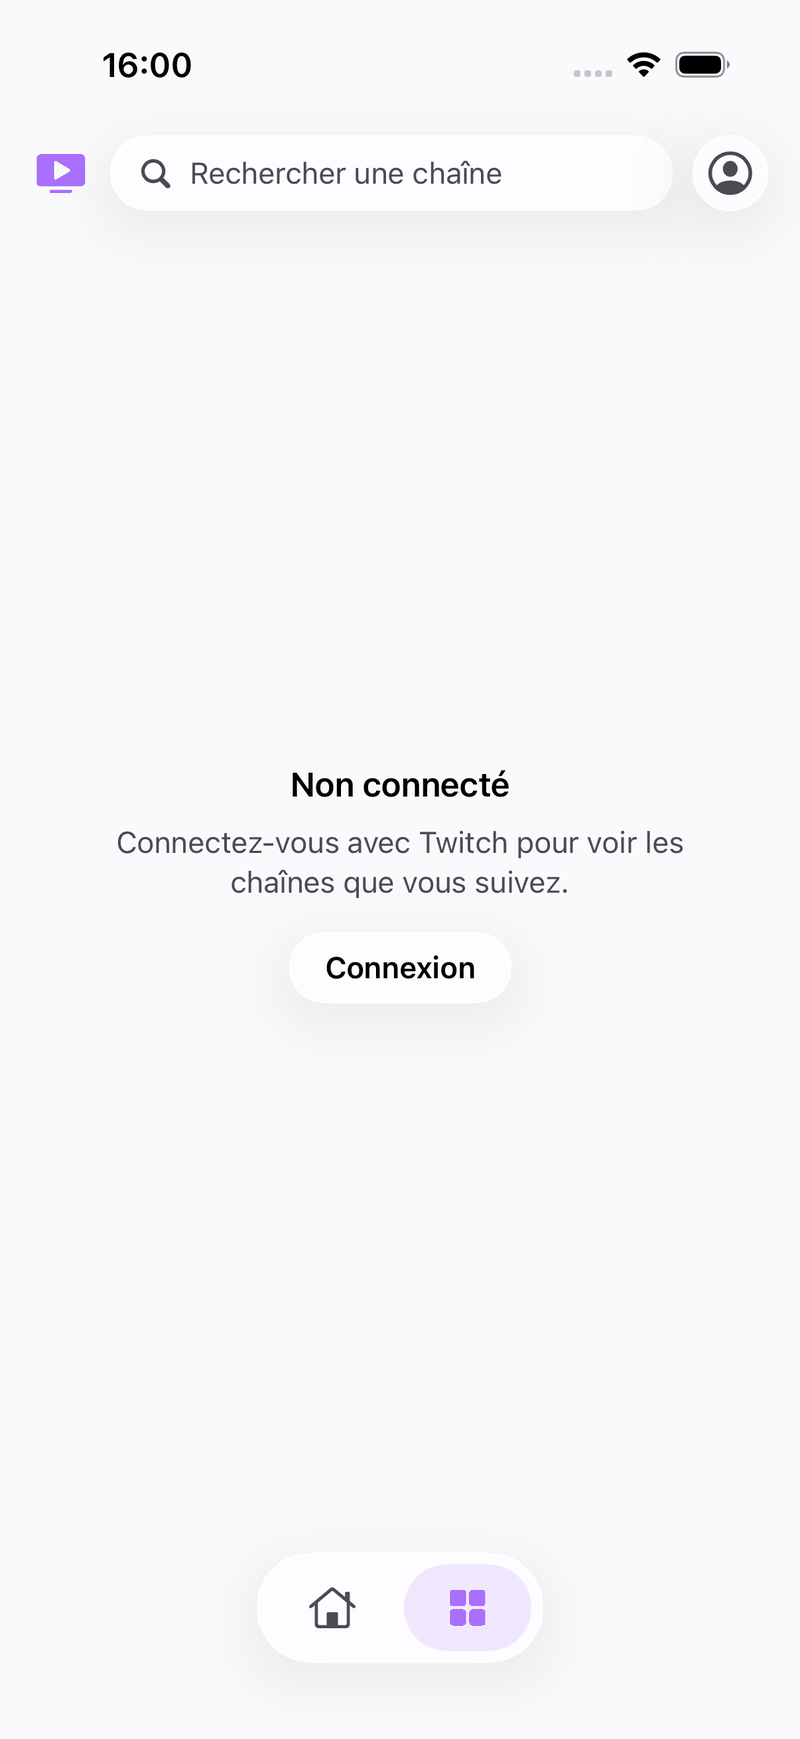 16:00
Rechercher une chaîne
Non connecté
Connectez-vous avec Twitch pour voir les
chaînes que vous suivez.
Connexion